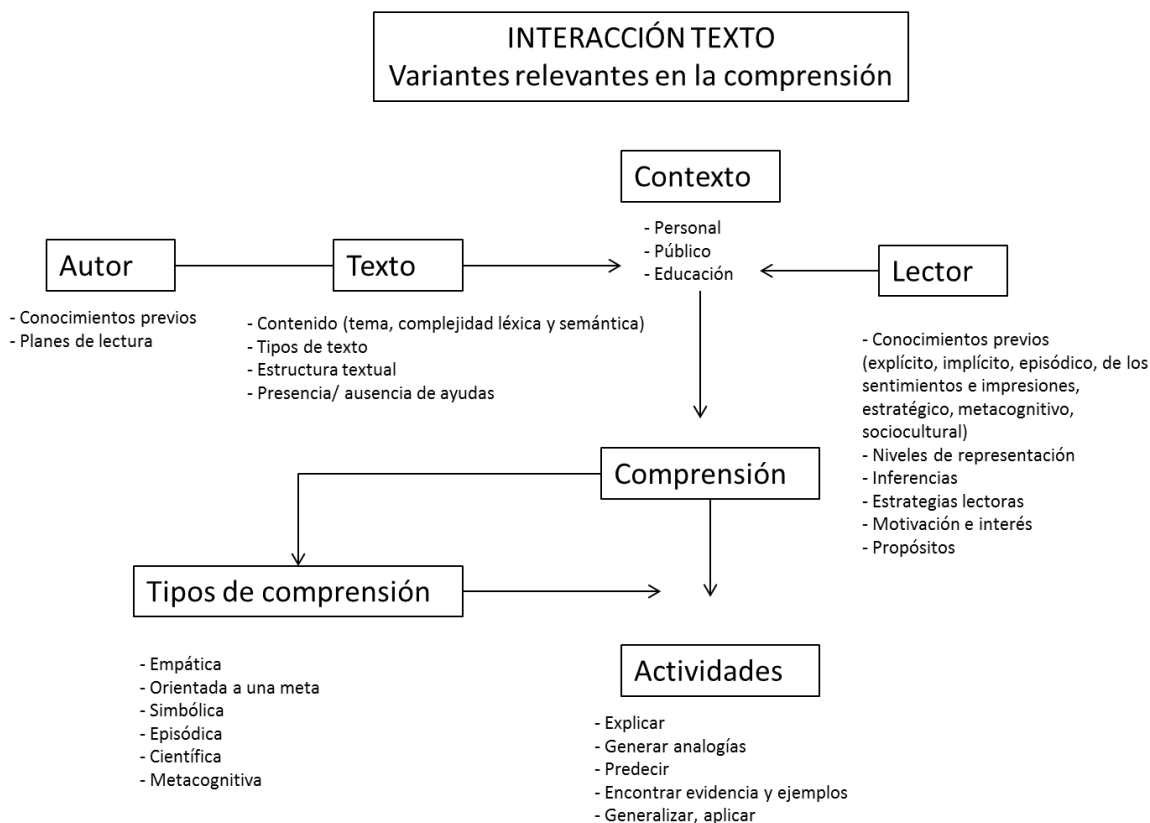 INTERACCIÓN TEXTO
Variantes relevantes en la comprensión
Contexto
- Personal
- Público
- Educación
Autor
- Conocimientos previos
- Planes de lectura
Texto
- Contenido (tema, complejidad léxica y semántica)
- Tipos de texto
- Estructura textual
- Presencia/ ausencia de ayudas
Lector
- Conocimientos previos
(explícito, implícito, episódico, de los
sentimientos e impresiones,
estratégico, metacognitivo,
sociocultural)
- Niveles de representación
- Inferencias
- Estrategias lectoras
- Motivación e interés
- Propósitos
Comprensión
Tipos de comprensión
- Empática
- Orientada a una meta
- Simbólica
- Episódica
- Científica
- Metacognitiva
Actividades
- Explicar
- Generar analogías
- Predecir
- Encontrar evidencia y ejemplos
- Generalizar, aplicar